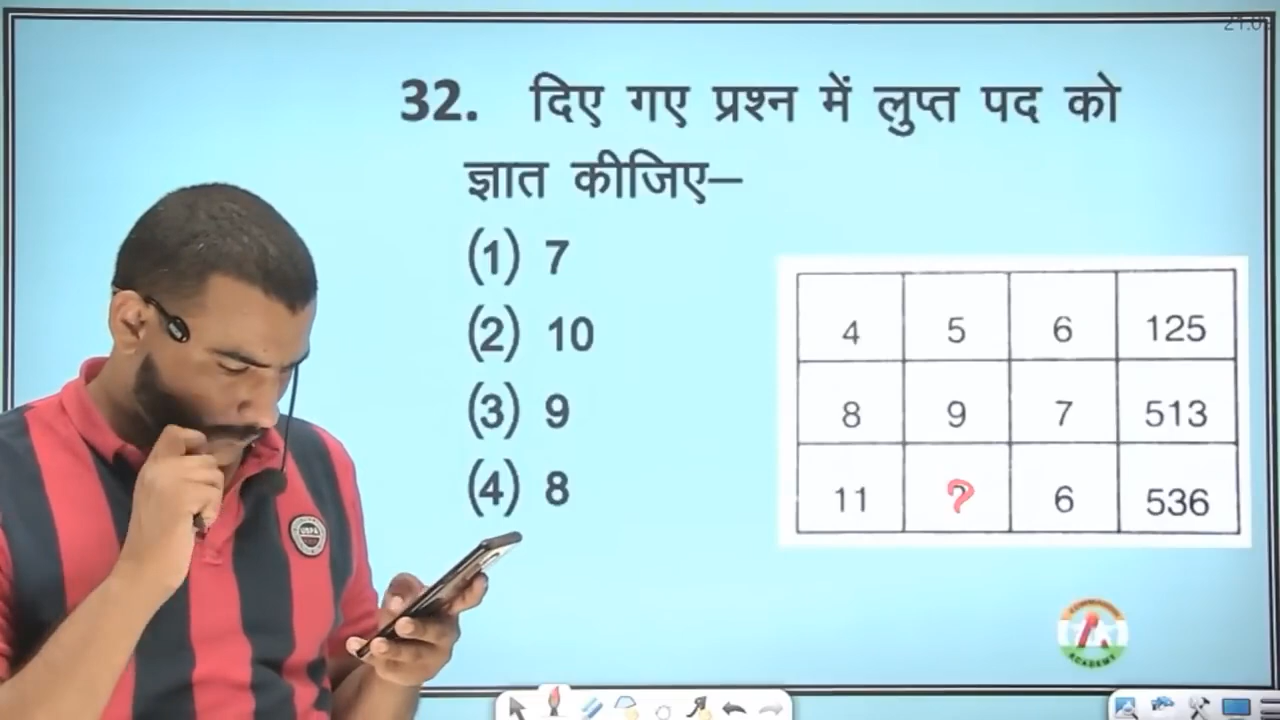 32. दिए गए प्रश्न में लुप्त पद को
ज्ञात कीजिए–
(1) 7
(2) 10
(3) 9
(4) 8
4 5 6 125
8 9 7 513
11 ? 6 536
ACADEMY